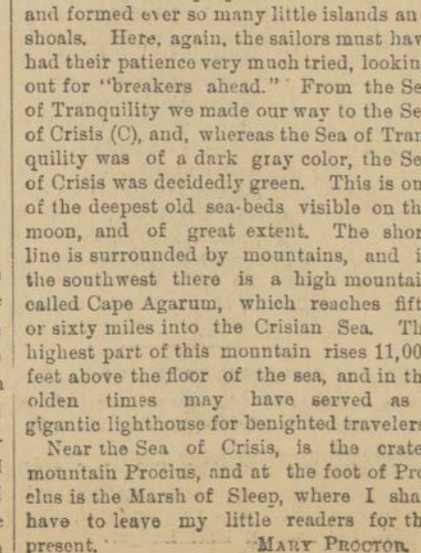 and formed ever so many little islands an
shoals. Here, again, the sailors must hav
had their patience very much tried, lookin
out for "breakers ahead." From the Se
of Tranquility we made our way to the Se
of Crisis (C), and, whereas the Sea of Tran
quility was of a dark gray color, the Se
of Crisis was decidedly green. This is on
of the deepest old sea-beds visible on th
moon, and of great extent. The shor
line is surrounded by mountains, and i
the southwest there is a high mountai
called Cape Agarum, which reaches fift
or sixty miles into the Crisian Sea. Th
highest part of this mountain rises 11,00
feet above the floor of the sea, and in th
olden times may have served as
gigantic lighthouse for benighted travelers
Near the Sea of Crisis, is the crate
mountain Proclus, and at the foot of Pro
clus is the Marsh of Sleep, where I sha
have to leave my little readers for th
present. MARY PROCTOR.